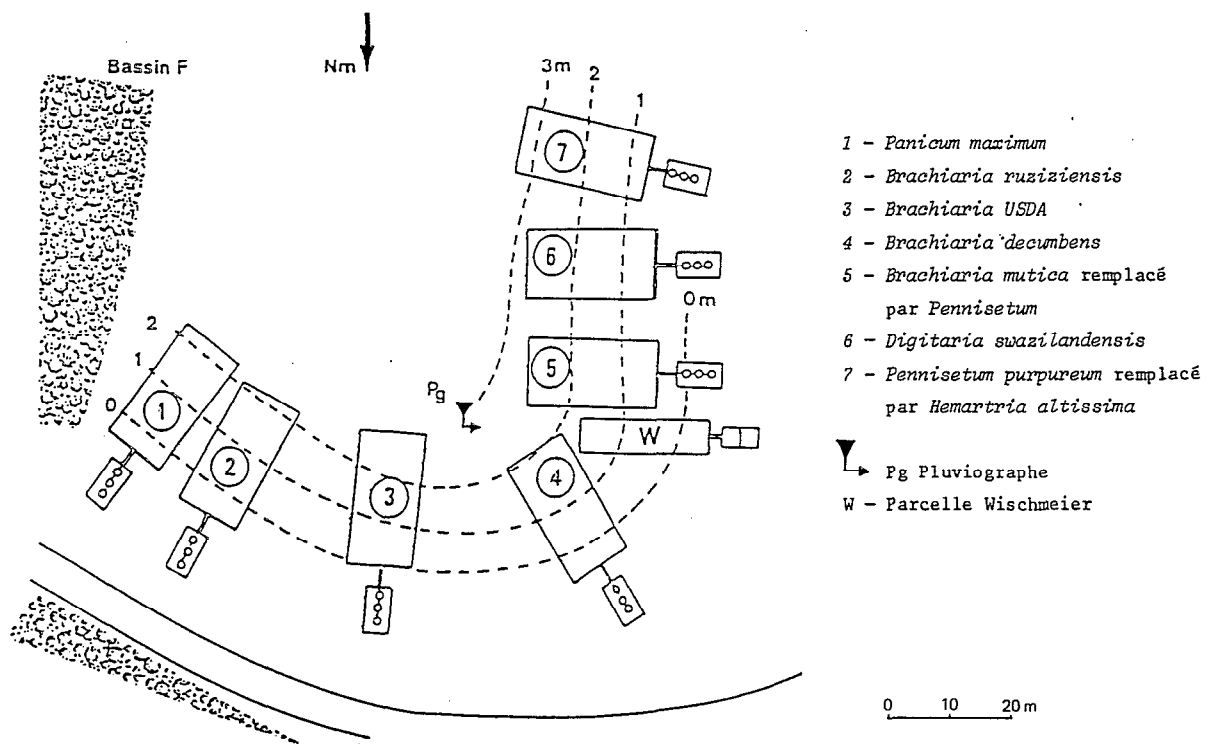 Bassin F
Nm
3m
2
1
7
6
0m
2
1
0
5
Pg
W
1
2
3
4
1 - Panicum maximum
2 - Brachiaria ruziziensis
3 - Brachiaria USDA
4 - Brachiaria decumbens
5 - Brachiaria mutica remplacé
par Pennisetum
6 - Digitaria swazilandensis
7 - Pennisetum purpureum remplacé
par Hemartria altissima
Pg Pluviographe
W - Parcelle Wischmeier
0 10 20 m